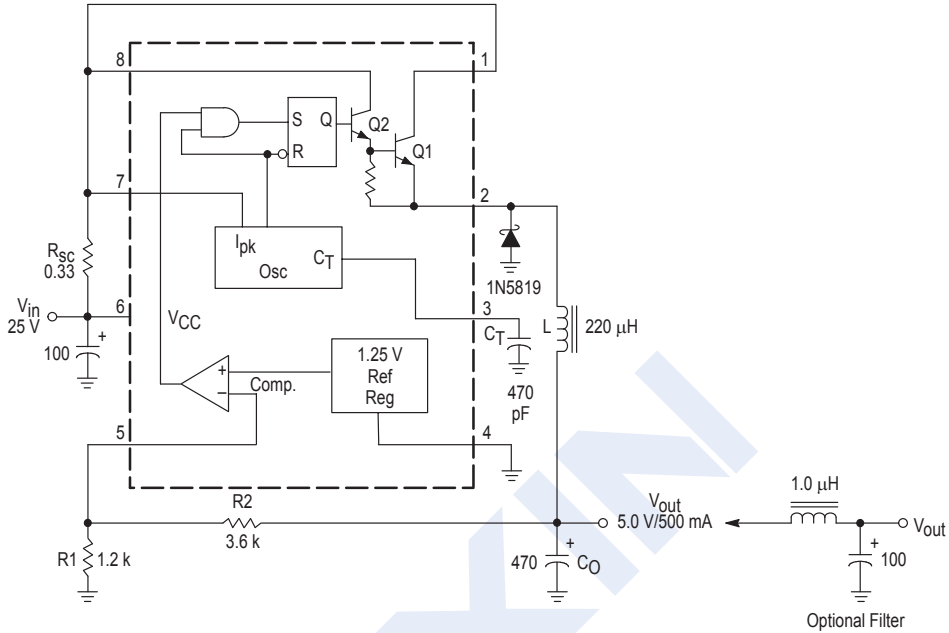 8
1
S
Q
Q2
R
Q1
7
2
Ipk
Osc
CT
RSC
0.33
1N5819
Vin
25 V
6
VCC
3
CT
L
220 µH
100
+
470
pF
1.25 V
Ref
Reg
+
–
Comp.
5
4
R2
3.6 k
R1
1.2 k
Vout
5.0 V/500 mA
470
+
CO
1.0 µH
Vout
+
100
Optional Filter